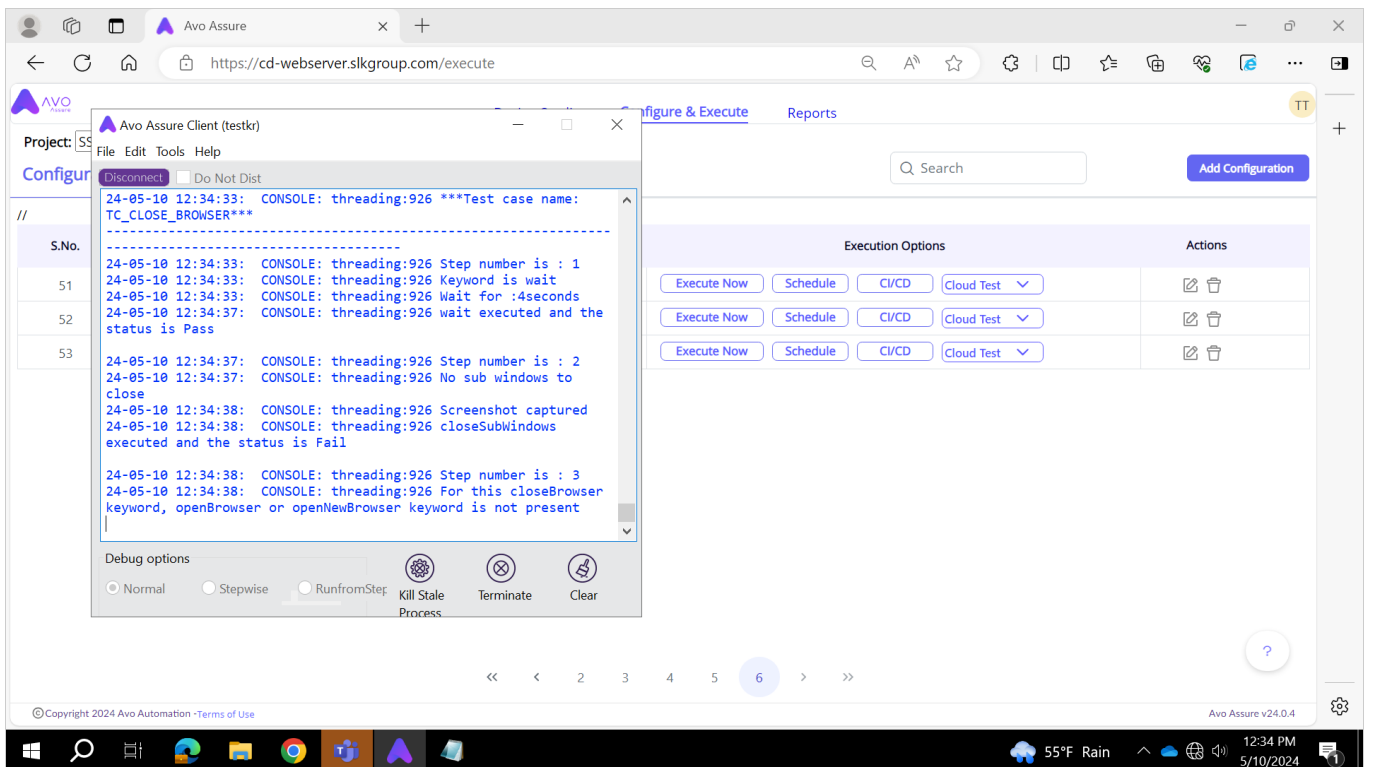 Avo Assure
https://cd-webserver.slkgroup.com/execute
AVO
Assure
TT
Configure & Execute
Reports
Project: SS
Configur
Search
Add Configuration
//
S.No.
Execution Options
Actions
51
Execute Now
Schedule
CI/CD
Cloud Test
52
Execute Now
Schedule
CI/CD
Cloud Test
53
Execute Now
Schedule
CI/CD
Cloud Test
Avo Assure Client (testkr)
File Edit Tools Help
Disconnect
Do Not Dist
24-05-10 12:34:33: CONSOLE: threading:926 ***Test case name:
TC_CLOSE_BROWSER***
-----------------------------------------------------------------
--------------------------------------
24-05-10 12:34:33: CONSOLE: threading:926 Step number is : 1
24-05-10 12:34:33: CONSOLE: threading:926 Keyword is wait
24-05-10 12:34:33: CONSOLE: threading:926 Wait for :4seconds
24-05-10 12:34:37: CONSOLE: threading:926 wait executed and the
status is Pass
24-05-10 12:34:37: CONSOLE: threading:926 Step number is : 2
24-05-10 12:34:37: CONSOLE: threading:926 No sub windows to
close
24-05-10 12:34:38: CONSOLE: threading:926 Screenshot captured
24-05-10 12:34:38: CONSOLE: threading:926 closeSubWindows
executed and the status is Fail
24-05-10 12:34:38: CONSOLE: threading:926 Step number is : 3
24-05-10 12:34:38: CONSOLE: threading:926 For this closeBrowser
keyword, openBrowser or openNewBrowser keyword is not present
Debug options
Normal
Stepwise
RunfromStep
Kill Stale
Process
Terminate
Clear
?
<< < 2 3 4 5 6 > >>
©Copyright 2024 Avo Automation -Terms of Use
Avo Assure v24.0.4
55°F Rain
12:34 PM
5/10/2024
1